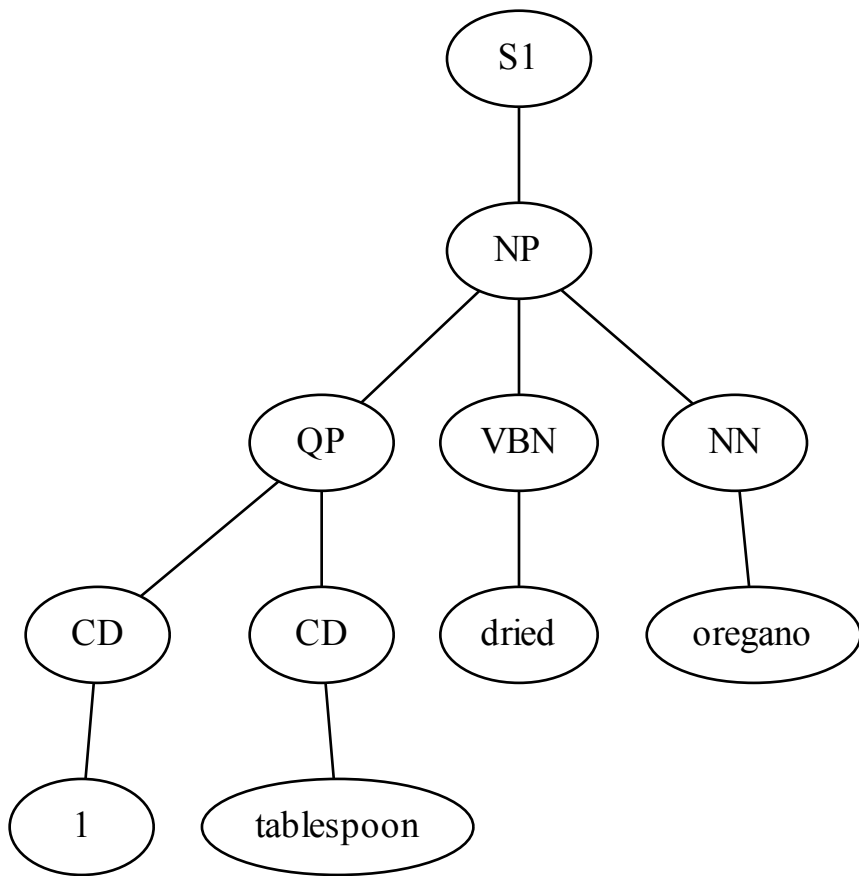 S1
NP
QP VBN NN
CD CD dried oregano
1 tablespoon